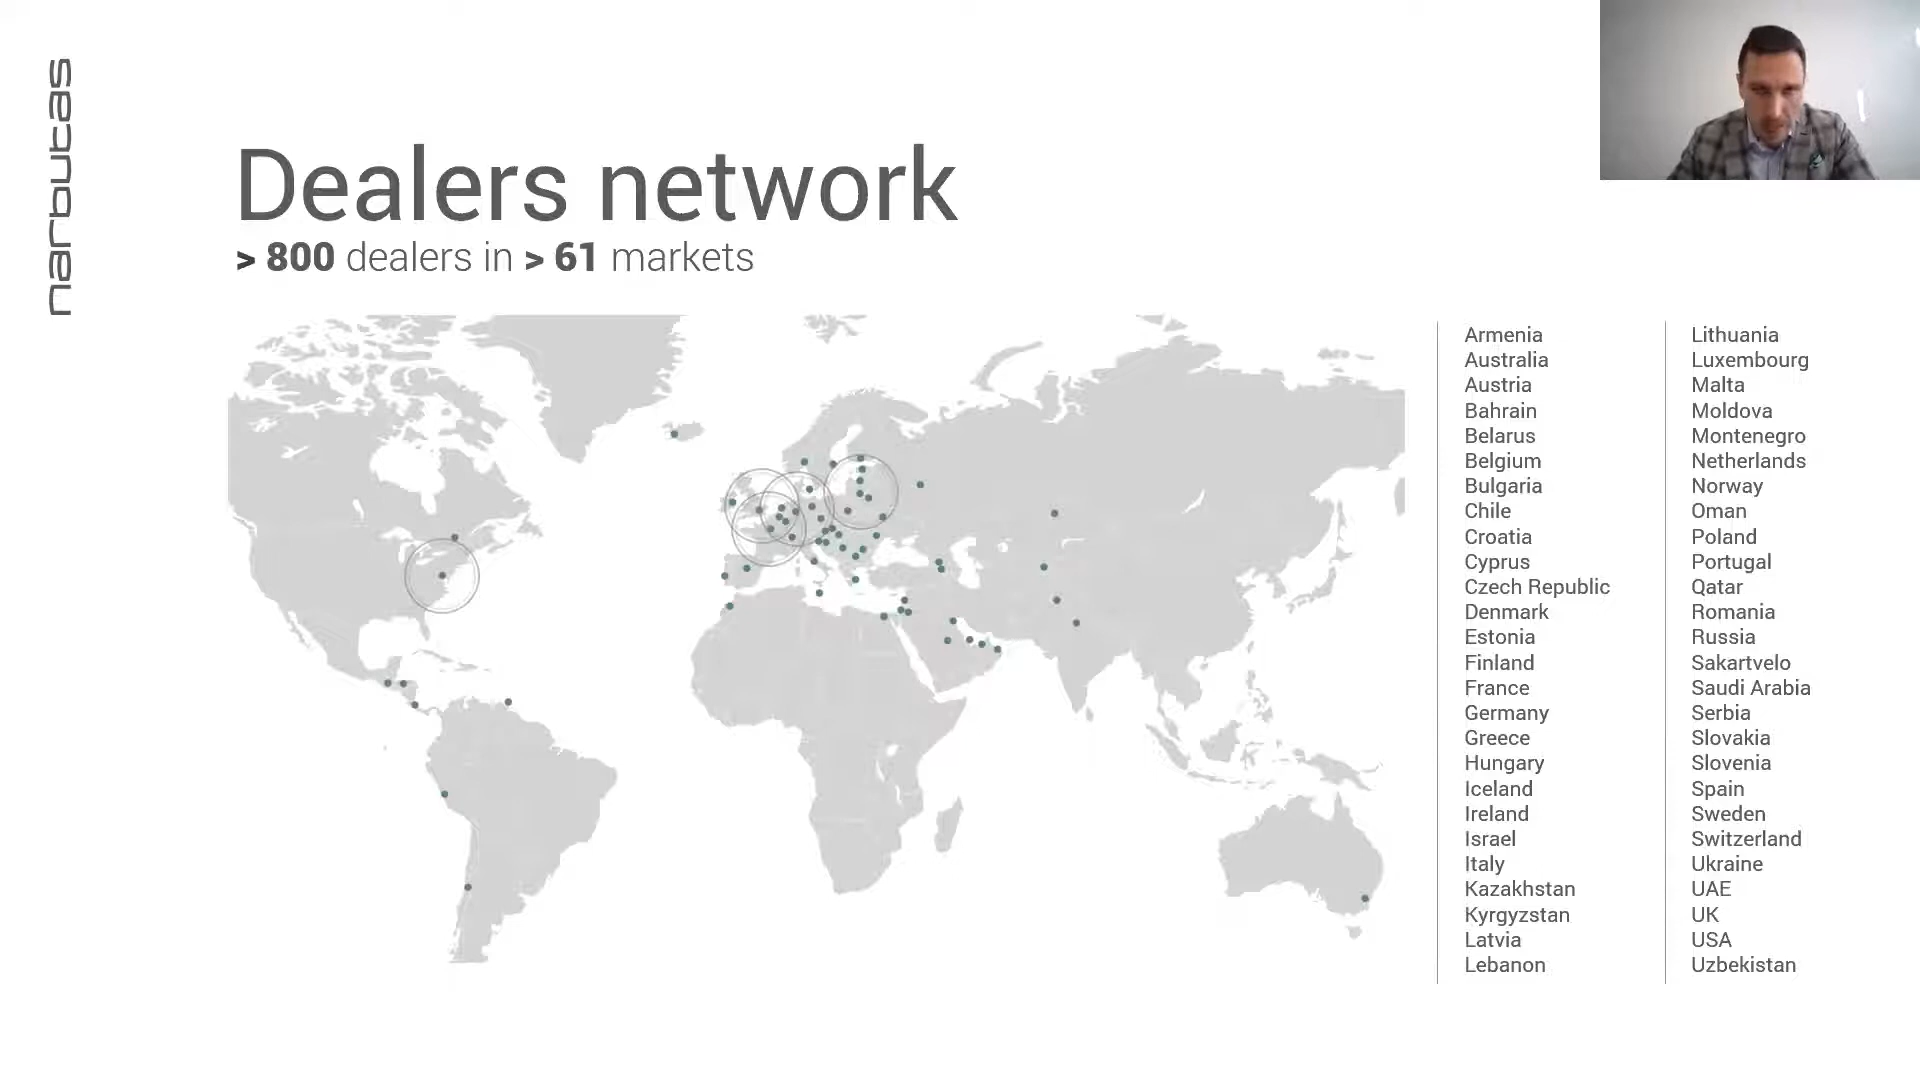 narbutas
Dealers network
> 800 dealers in > 61 markets
Armenia
Australia
Austria
Bahrain
Belarus
Belgium
Bulgaria
Chile
Croatia
Cyprus
Czech Republic
Denmark
Estonia
Finland
France
Germany
Greece
Hungary
Iceland
Ireland
Israel
Italy
Kazakhstan
Kyrgyzstan
Latvia
Lebanon
Lithuania
Luxembourg
Malta
Moldova
Montenegro
Netherlands
Norway
Oman
Poland
Portugal
Qatar
Romania
Russia
Sakartvelo
Saudi Arabia
Serbia
Slovakia
Slovenia
Spain
Sweden
Switzerland
Ukraine
UAE
UK
USA
Uzbekistan